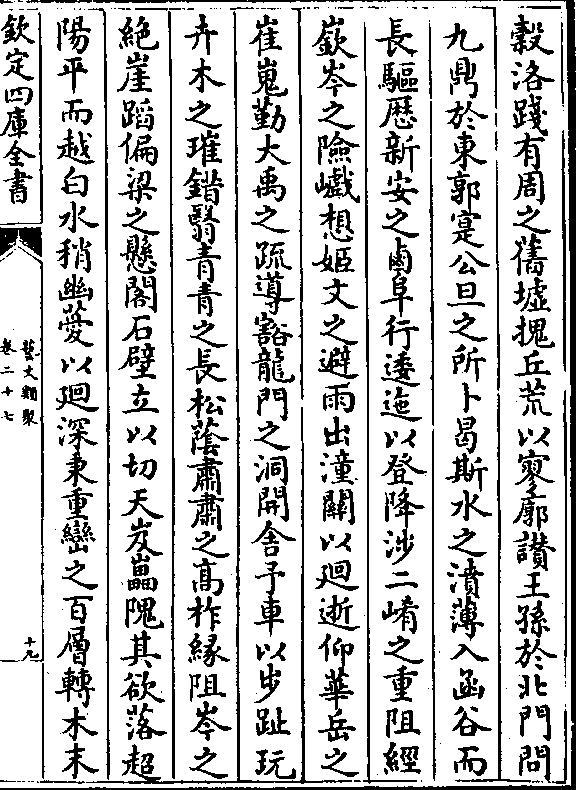 穀洛踐有周之舊墟槐丘荒以寥廓讃王孫於北門問
九鼎於東郭寔公旦之所卜曷斯水之濆薄入函谷而
長驅歴新安之鹵阜行逶迤以登降涉二崤之重阻經
嶔岑之險巇想姬文之避雨出潼關以迴逝仰華岳之
崔嵬勤大禹之疏導豁龍門之洞開舍予車以步趾玩
卉木之璀錯翳青青之長松蔭肅肅之髙柞縁阻岑之
絶崖蹈偏梁之懸閣石壁立以切天岌嵓隗其欲落超
陽平而越白水稍幽薆以迴深秉重巒之百層轉木末
欽定四庫全書
藝文類聚
卷二十七
十九